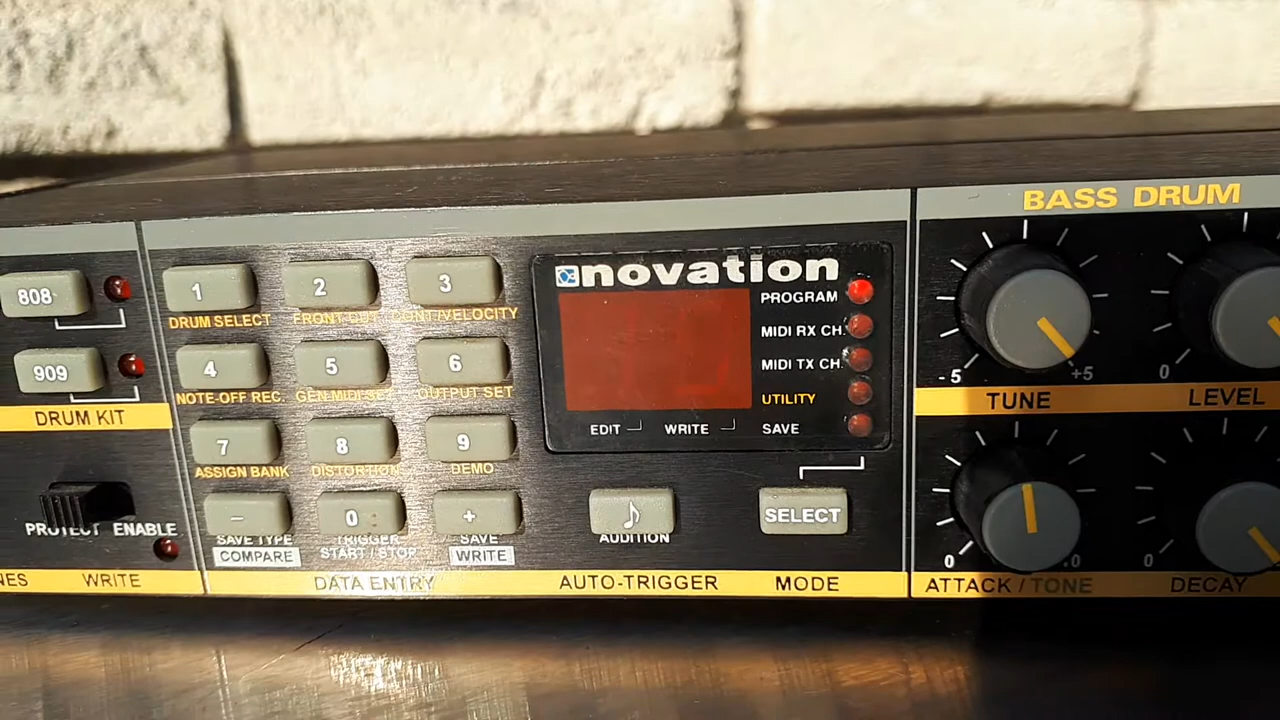 BASS DRUM
novation
808
1
2
3
PROGRAM
DRUM SELECT
FRONT CUT
CONT/VELOCITY
MIDI RX CH.
909
4
5
6
MIDI TX CH.
-5
+5
0
NOTE-OFF REC.
GEN-MIDI SET
OUTPUT SET
UTILITY
TUNE
LEVEL
DRUM KIT
7
8
9
EDIT
WRITE
SAVE
ASSIGN BANK
DISTORTION
DEMO
PROTECT ENABLE
-
0
+
SELECT
SAVE TYPE
TRIGGER
SAVE
AUDITION
COMPARE
START / STOP
WRITE
0
0
WRITE
DATA ENTRY
AUTO-TRIGGER
MODE
ATTACK / TONE
DECAY